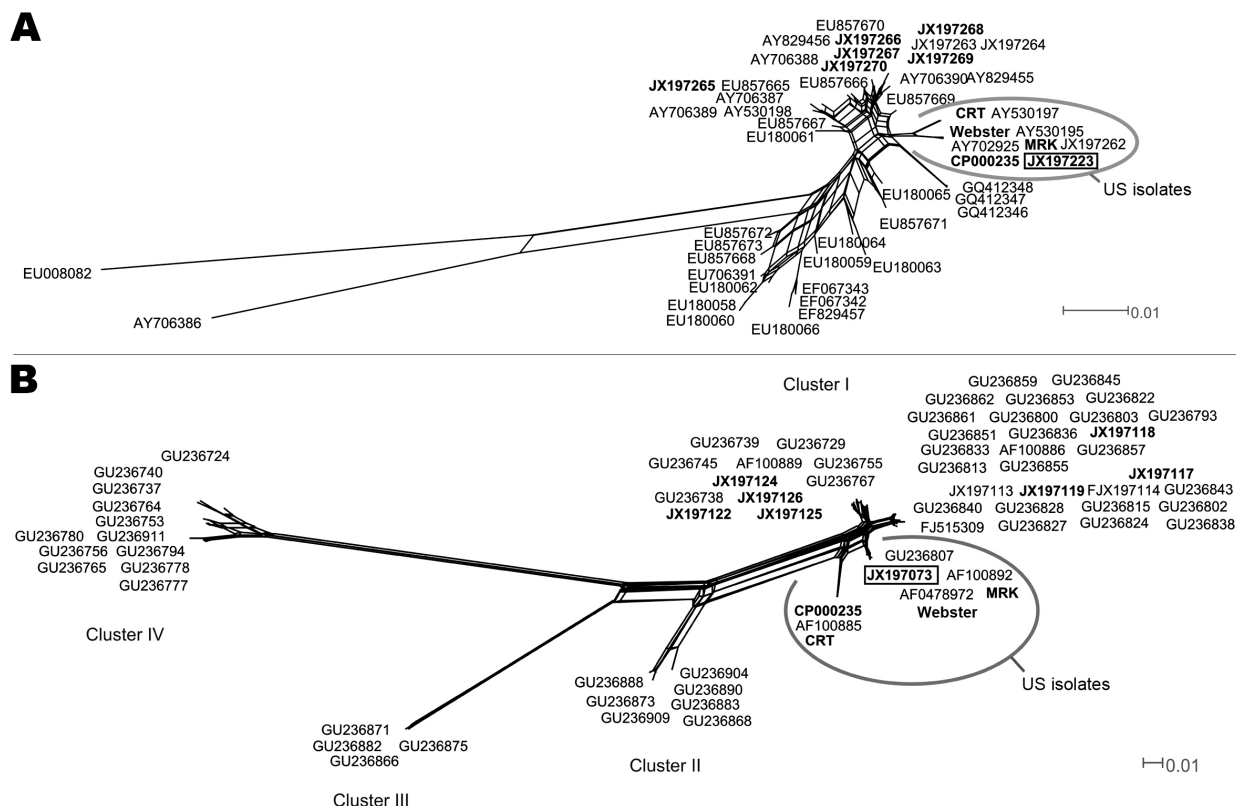 A
EU857670 JX197268
AY829456 JX197266 JX197263 JX197264
JX197267
AY706388 JX197269
JX197270
JX197265 EU857665 EU857666 AY706390 AY829455
AY706387 EU857669
AY706389 AY530198
EU857667
EU180061
CRT AY530197
Webster AY530195
AY702925 MRK JX197262
CP000235 JX197223
US isolates
EU180065 GQ412348
GQ412347
GQ412346
EU857671
EU857672
EU857673 EU180064
EU857668
EU180059 EU180063
EU706391
EU180062
EF067343
EU180058 EF067342
EU180060 EF829457
EU180066
EU008082
AY706386
0.01
B
Cluster I
GU236859 GU236845
GU236862 GU236853 GU236822
GU236861 GU236800 GU236803 GU236793
GU236851 GU236836 JX197118
GU236833 AF100886 GU236857
GU236813 GU236855
JX197117
JX197113 JX197119 FJX197114 GU236843
GU236840 GU236828 GU236815 GU236802
FJ515309 GU236827 GU236824 GU236838
GU236739 GU236729
GU236745 AF100889 GU236755
JX197124 GU236767
GU236738 JX197126
JX197122 JX197125
GU236724
GU236740
GU236737
GU236764
GU236753
GU236780 GU236911
GU236756 GU236794
GU236765 GU236778
GU236777
Cluster IV
GU236807
JX197073 AF100892
AF0478972 MRK
Webster
CP000235
AF100885
CRT
US isolates
GU236888 GU236904
GU236890
GU236873 GU236883
GU236909 GU236868
Cluster II
GU236871
GU236882 GU236875
GU236866
Cluster III
0.01